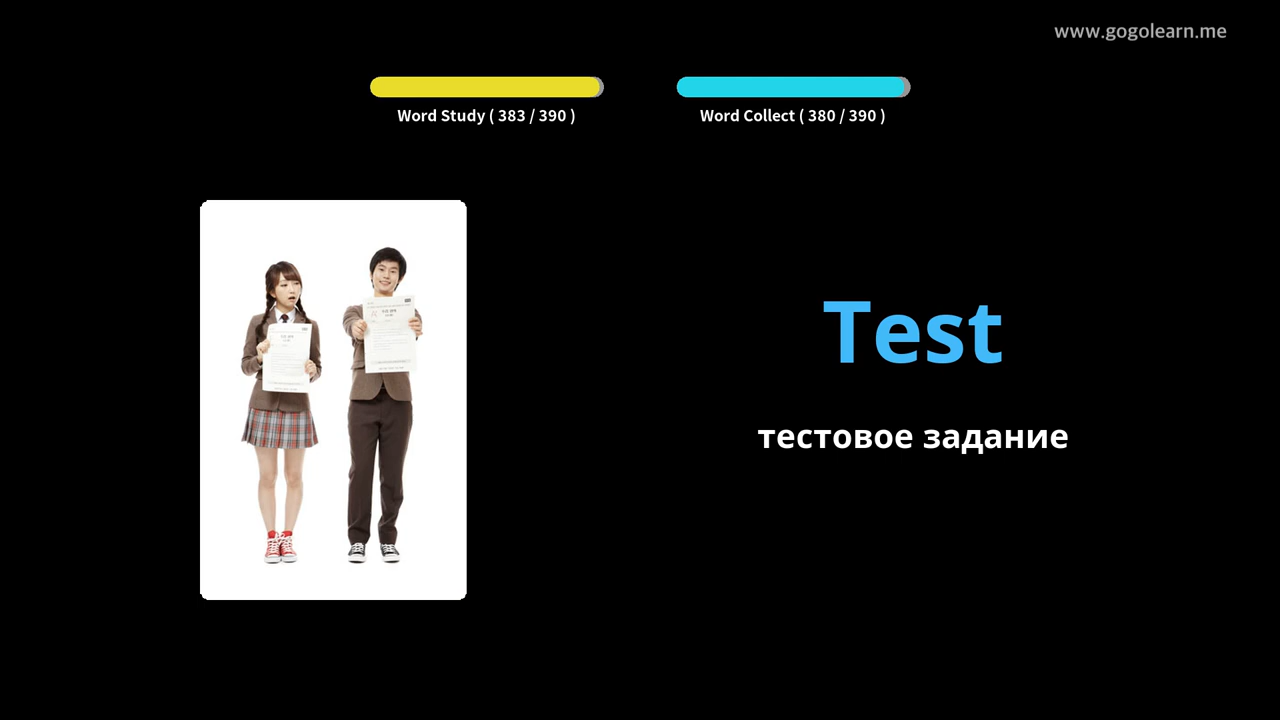 www.gogolearn.me
Word Study ( 383 / 390 )
Word Collect ( 380 / 390 )
Test
тестовое задание